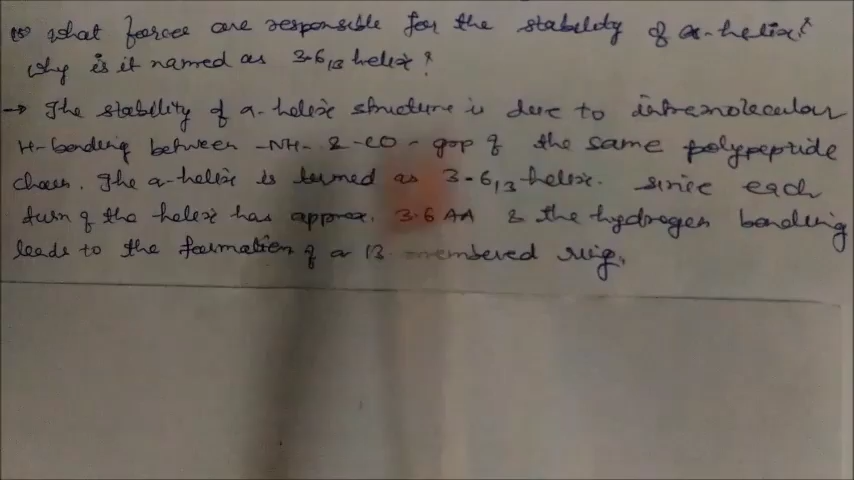 (15) What forces are responsible for the stability of α-helix?
Why is it named as 3.6₁₃ helix?
→ The stability of α-helix structure is due to intramolecular
H-bonding between -NH- & -CO- grp of the same polypeptide
chain. The α-helix is termed as 3.6₁₃-helix. since each
turn of the helix has approx. 3.6 AA & the hydrogen bonding
leads to the formation of a 13 membered ring.